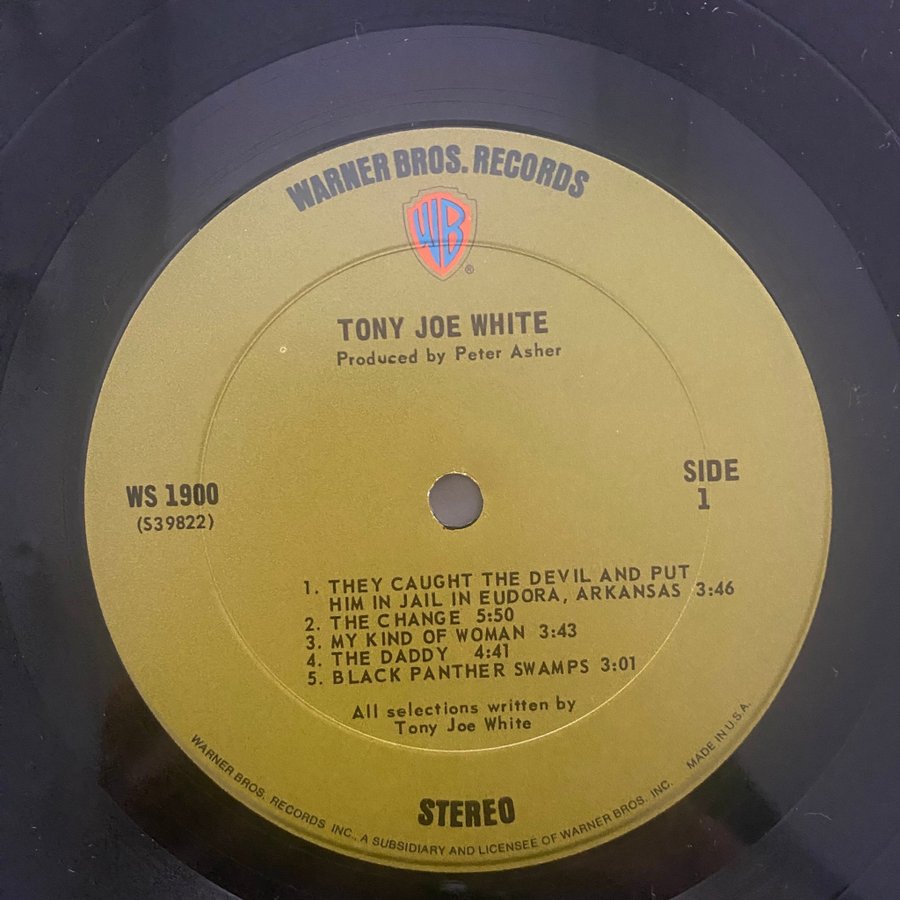 WARNER BROS. RECORDS
WB
®
TONY JOE WHITE
Produced by Peter Asher
WS 1900
(S39822)
SIDE
1
1. THEY CAUGHT THE DEVIL AND PUT
HIM IN JAIL IN EUDORA, ARKANSAS 3:46
2. THE CHANGE 5:50
3. MY KIND OF WOMAN 3:43
4. THE DADDY 4:41
5. BLACK PANTHER SWAMPS 3:01
All selections written by
Tony Joe White
STEREO
WARNER BROS. RECORDS INC., A SUBSIDIARY AND LICENSEE OF WARNER BROS. INC. MADE IN U.S.A.